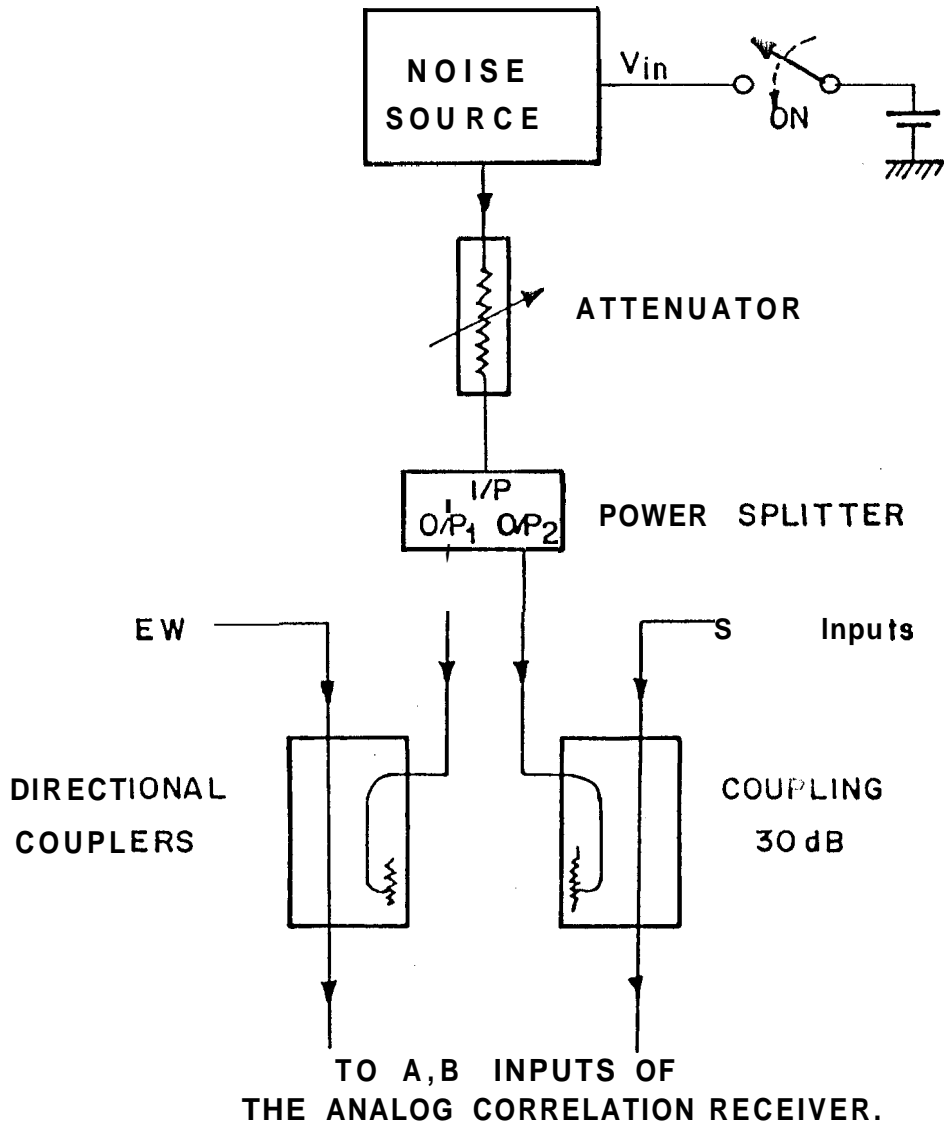 NOISE
SOURCE
Vin
ON
ATTENUATOR
I/P
O/P1 O/P2
POWER SPLITTER
EW
S Inputs
DIRECTIONAL
COUPLERS
COUPLING
30 dB
TO A,B INPUTS OF
THE ANALOG CORRELATION RECEIVER.